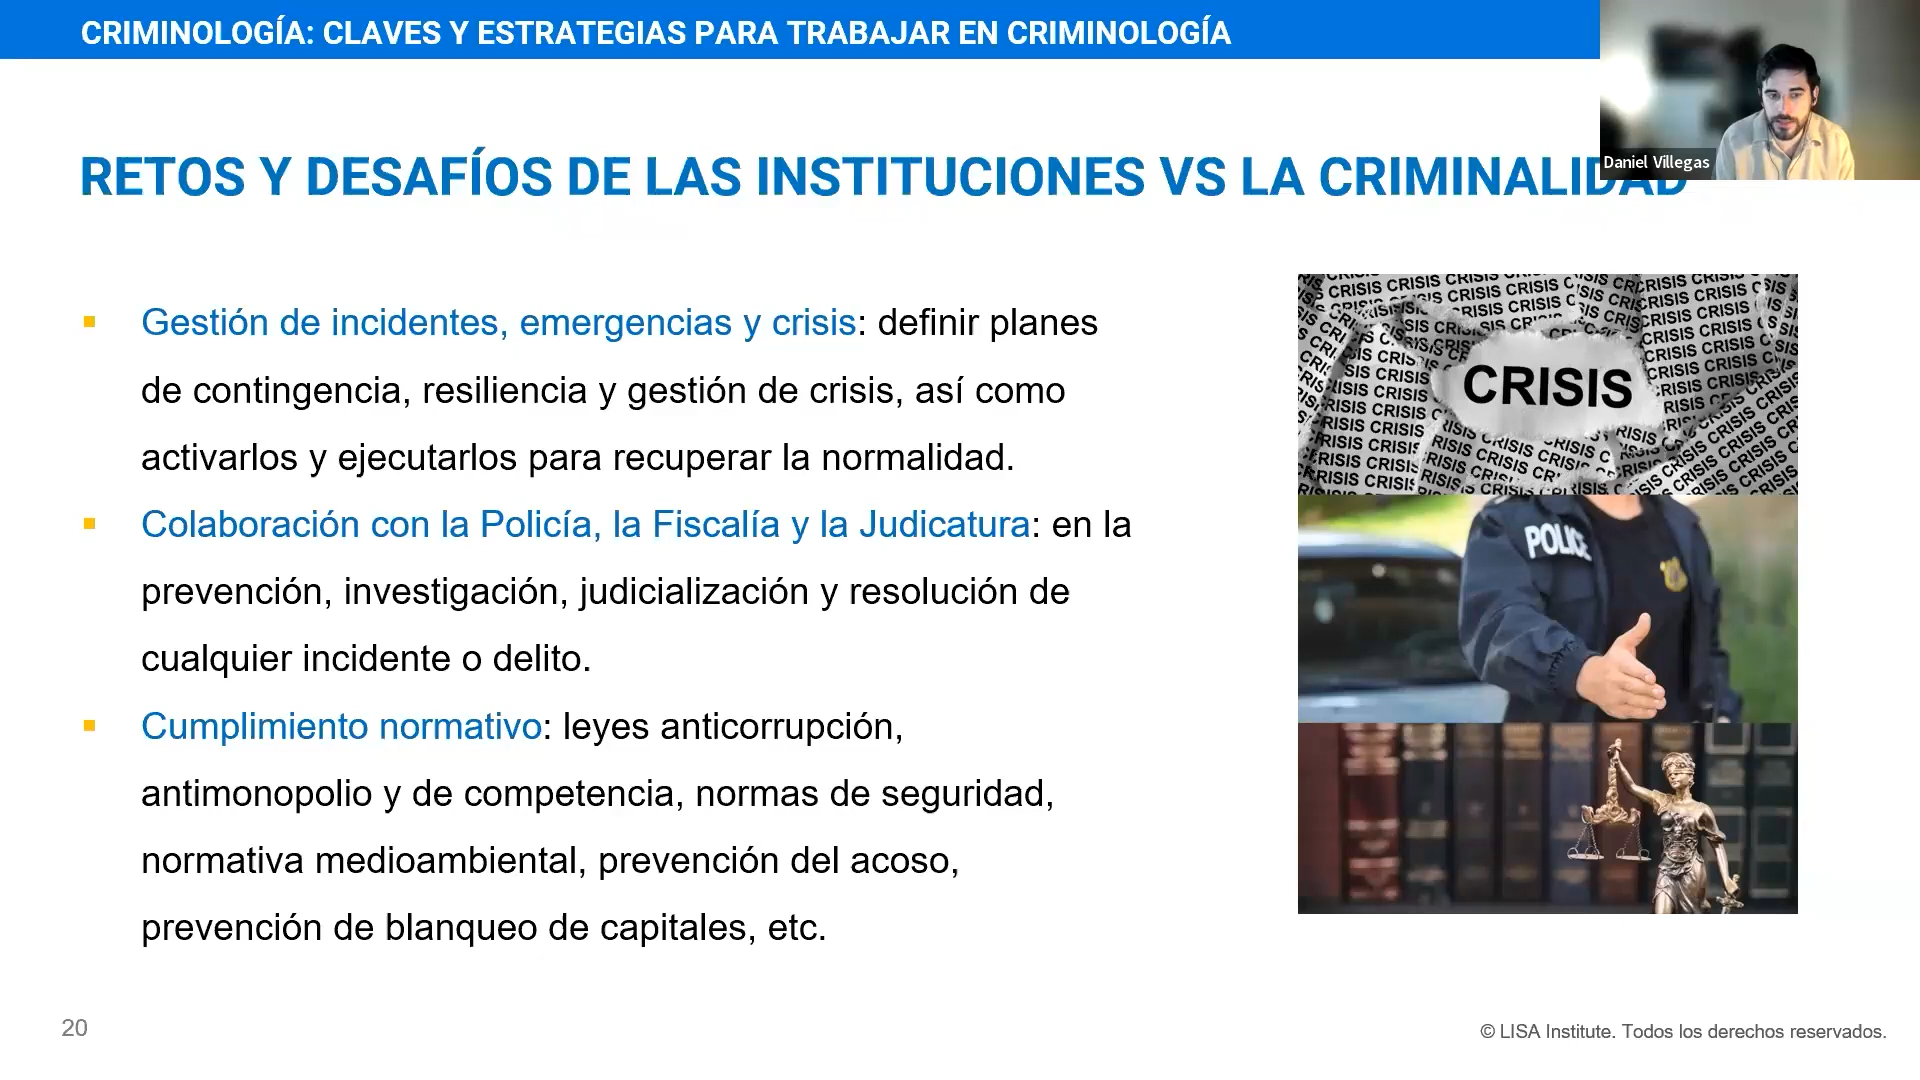 CRIMINOLOGÍA: CLAVES Y ESTRATEGIAS PARA TRABAJAR EN CRIMINOLOGÍA
Daniel Villegas
RETOS Y DESAFÍOS DE LAS INSTITUCIONES VS LA CRIMINALIDAD
Gestión de incidentes, emergencias y crisis: definir planes
de contingencia, resiliencia y gestión de crisis, así como
activarlos y ejecutarlos para recuperar la normalidad.
Colaboración con la Policía, la Fiscalía y la Judicatura: en la
prevención, investigación, judicialización y resolución de
cualquier incidente o delito.
Cumplimiento normativo: leyes anticorrupción,
antimonopolio y de competencia, normas de seguridad,
normativa medioambiental, prevención del acoso,
prevención de blanqueo de capitales, etc.
CRISIS
POLICE
20
© LISA Institute. Todos los derechos reservados.